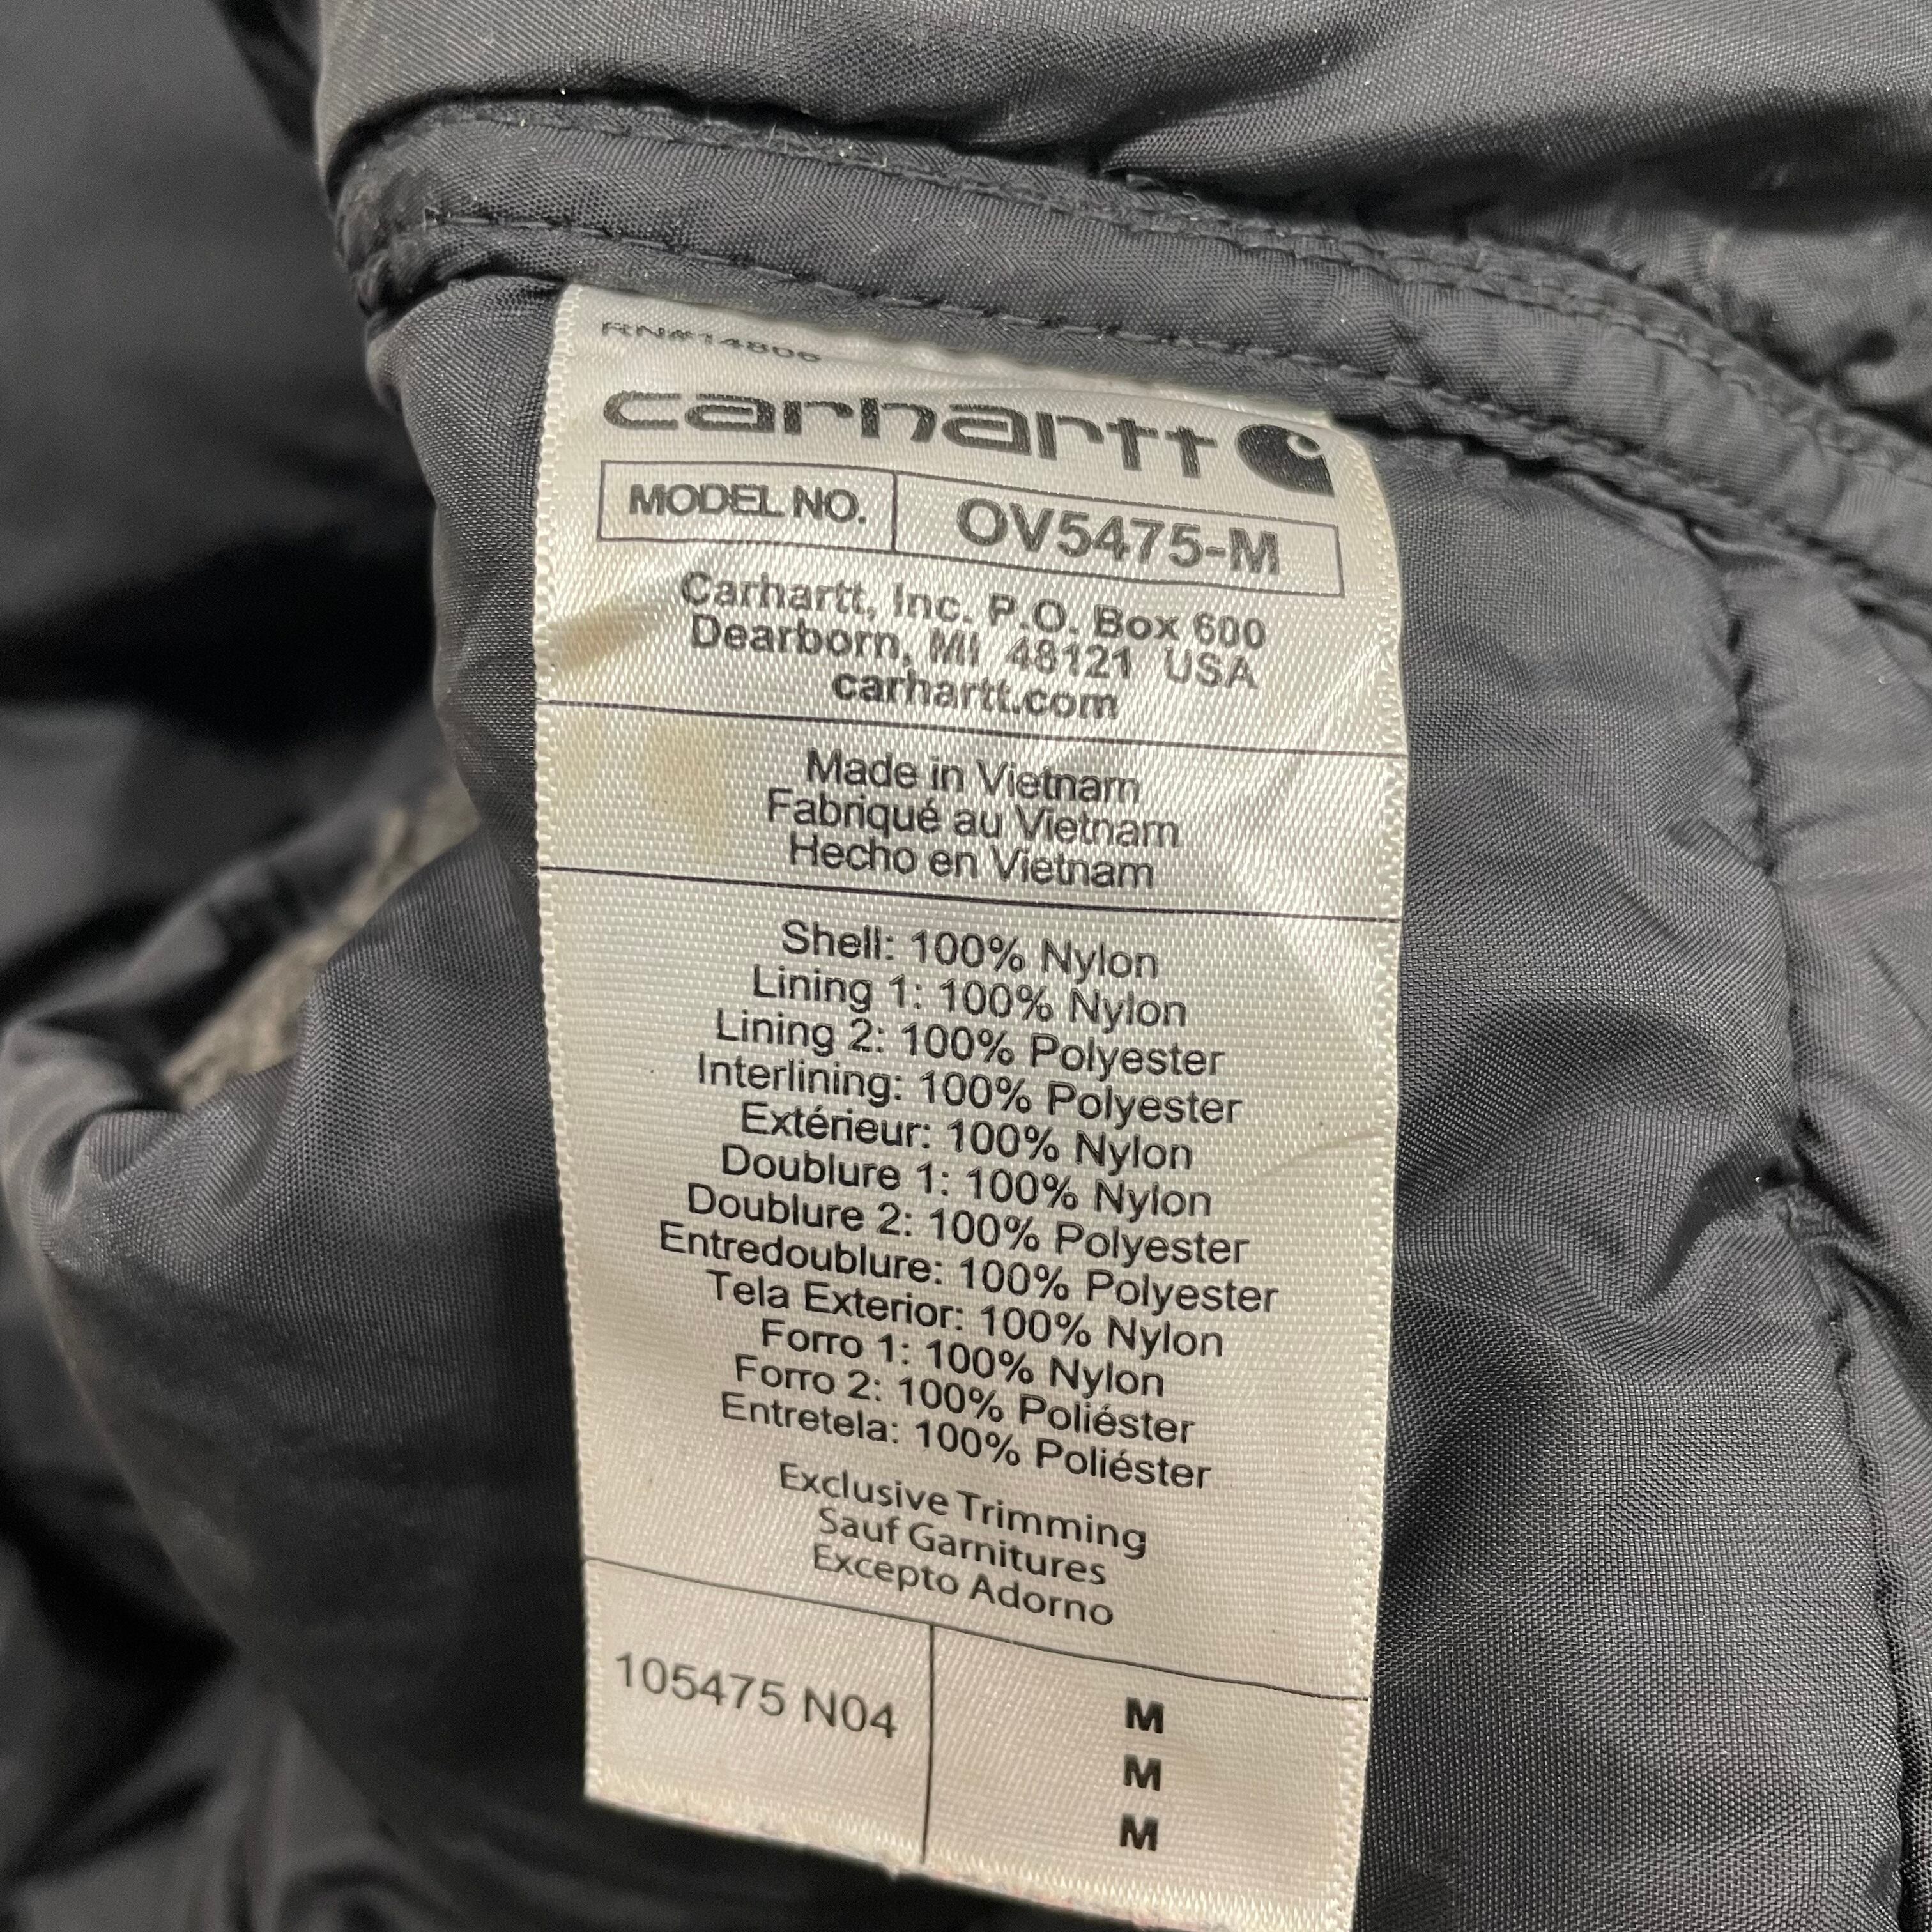 RN#14806
carhartt
MODEL NO. OV5475-M
Carhartt, Inc. P.O. Box 600
Dearborn, MI 48121 USA
carhartt.com
Made in Vietnam
Fabriqué au Vietnam
Hecho en Vietnam
Shell: 100% Nylon
Lining 1: 100% Nylon
Lining 2: 100% Polyester
Interlining: 100% Polyester
Extérieur: 100% Nylon
Doublure 1: 100% Nylon
Doublure 2: 100% Polyester
Entredoublure: 100% Polyester
Tela Exterior: 100% Nylon
Forro 1: 100% Nylon
Forro 2: 100% Poliéster
Entretela: 100% Poliéster
Exclusive Trimming
Sauf Garnitures
Excepto Adorno
105475 N04
M
M
M